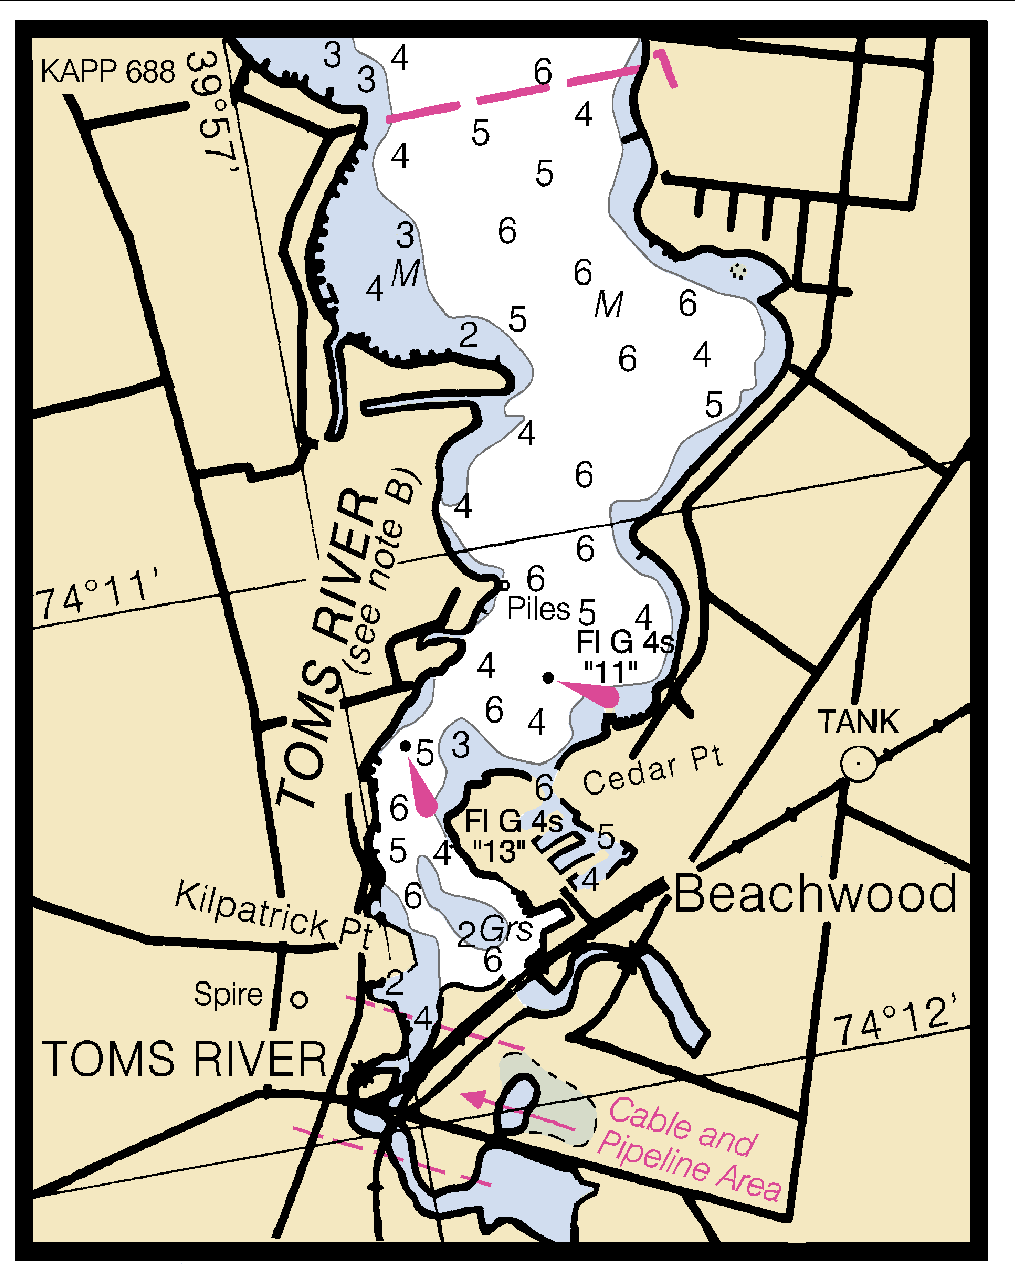 3
4
6
KAPP 688
3
39°57'
4
5
4
5
3
6
M
6
4
M
6
5
2
6
4
5
4
6
4
6
74°11'
6
Piles
5
4
TOMS RIVER
(see note B)
Fl G 4s
"11"
4
6
4
TANK
5
3
Cedar Pt
6
6
Fl G 4s
"13"
5
5
4
4
6
Beachwood
Kilpatrick Pt
2
Grs
6
2
Spire
4
74°12'
TOMS RIVER
Cable and
Pipeline Area